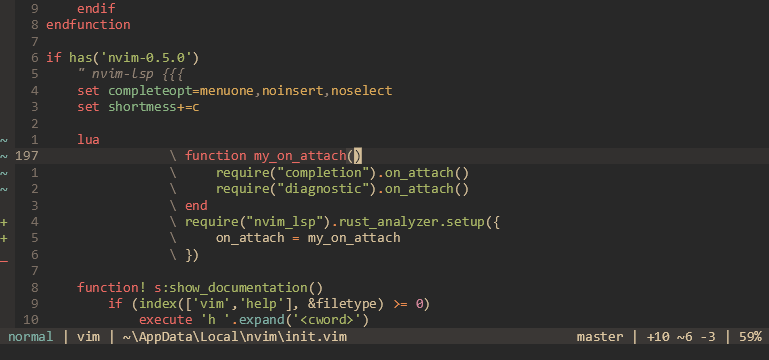 9     endif
8 endfunction
7
6 if has('nvim-0.5.0')
5     " nvim-lsp {{{
4     set completeopt=menuone,noinsert,noselect
3     set shortmess+=c
2
~ 1     lua
~ 197                 \ function my_on_attach()
~ 1                 \     require("completion").on_attach()
~ 2                 \     require("diagnostic").on_attach()
3                 \ end
+ 4                 \ require("nvim_lsp").rust_analyzer.setup({
+ 5                 \     on_attach = my_on_attach
_ 6                 \ })
7
8     function! s:show_documentation()
9         if (index(['vim','help'], &filetype) >= 0)
10             execute 'h '.expand('<cword>')
normal | vim | ~\AppData\Local\nvim\init.vim master | +10 ~6 -3 | 59%